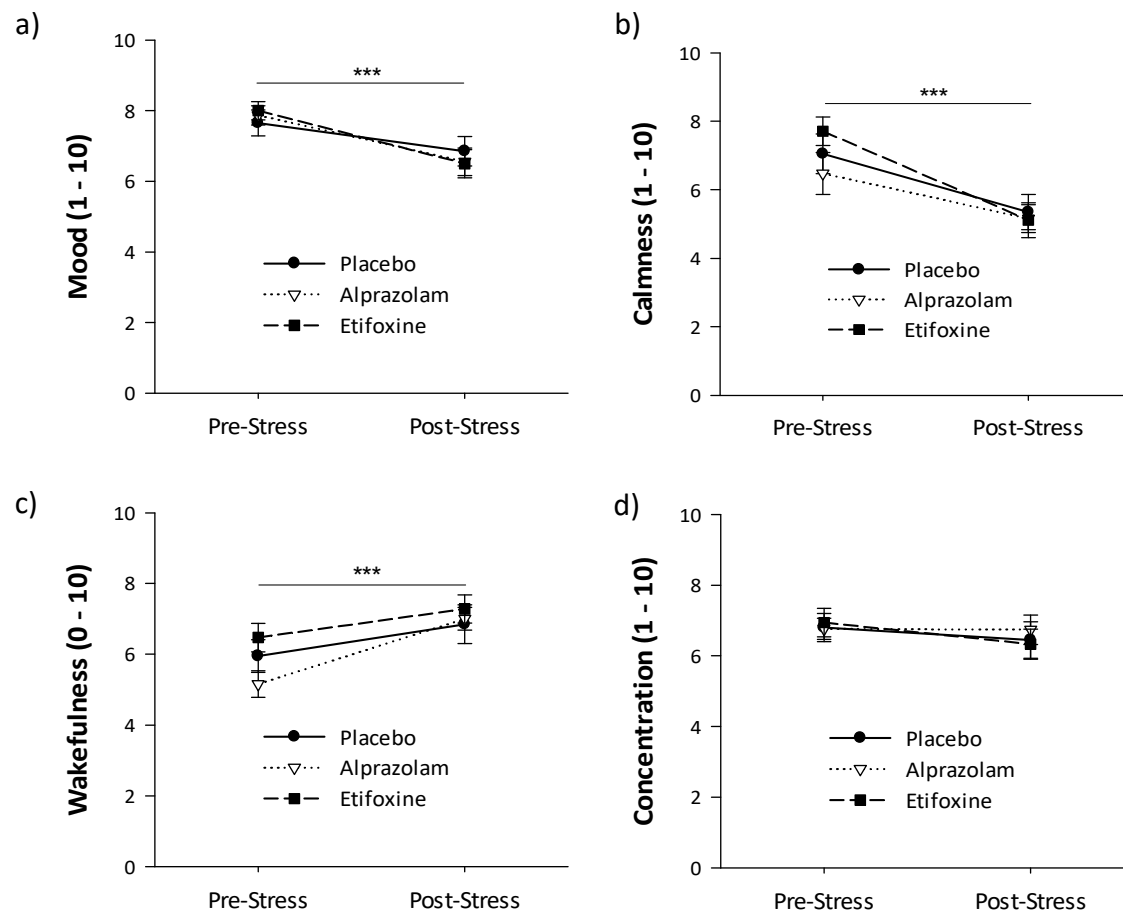 a)
Mood (1 - 10)
10
8
6
4
2
0
***
Placebo
Alprazolam
Etifoxine
Pre-Stress
Post-Stress
b)
Calmness (1 - 10)
10
8
6
4
2
0
***
Placebo
Alprazolam
Etifoxine
Pre-Stress
Post-Stress
c)
Wakefulness (0 - 10)
10
8
6
4
2
0
***
Placebo
Alprazolam
Etifoxine
Pre-Stress
Post-Stress
d)
Concentration (1 - 10)
10
8
6
4
2
0
Placebo
Alprazolam
Etifoxine
Pre-Stress
Post-Stress